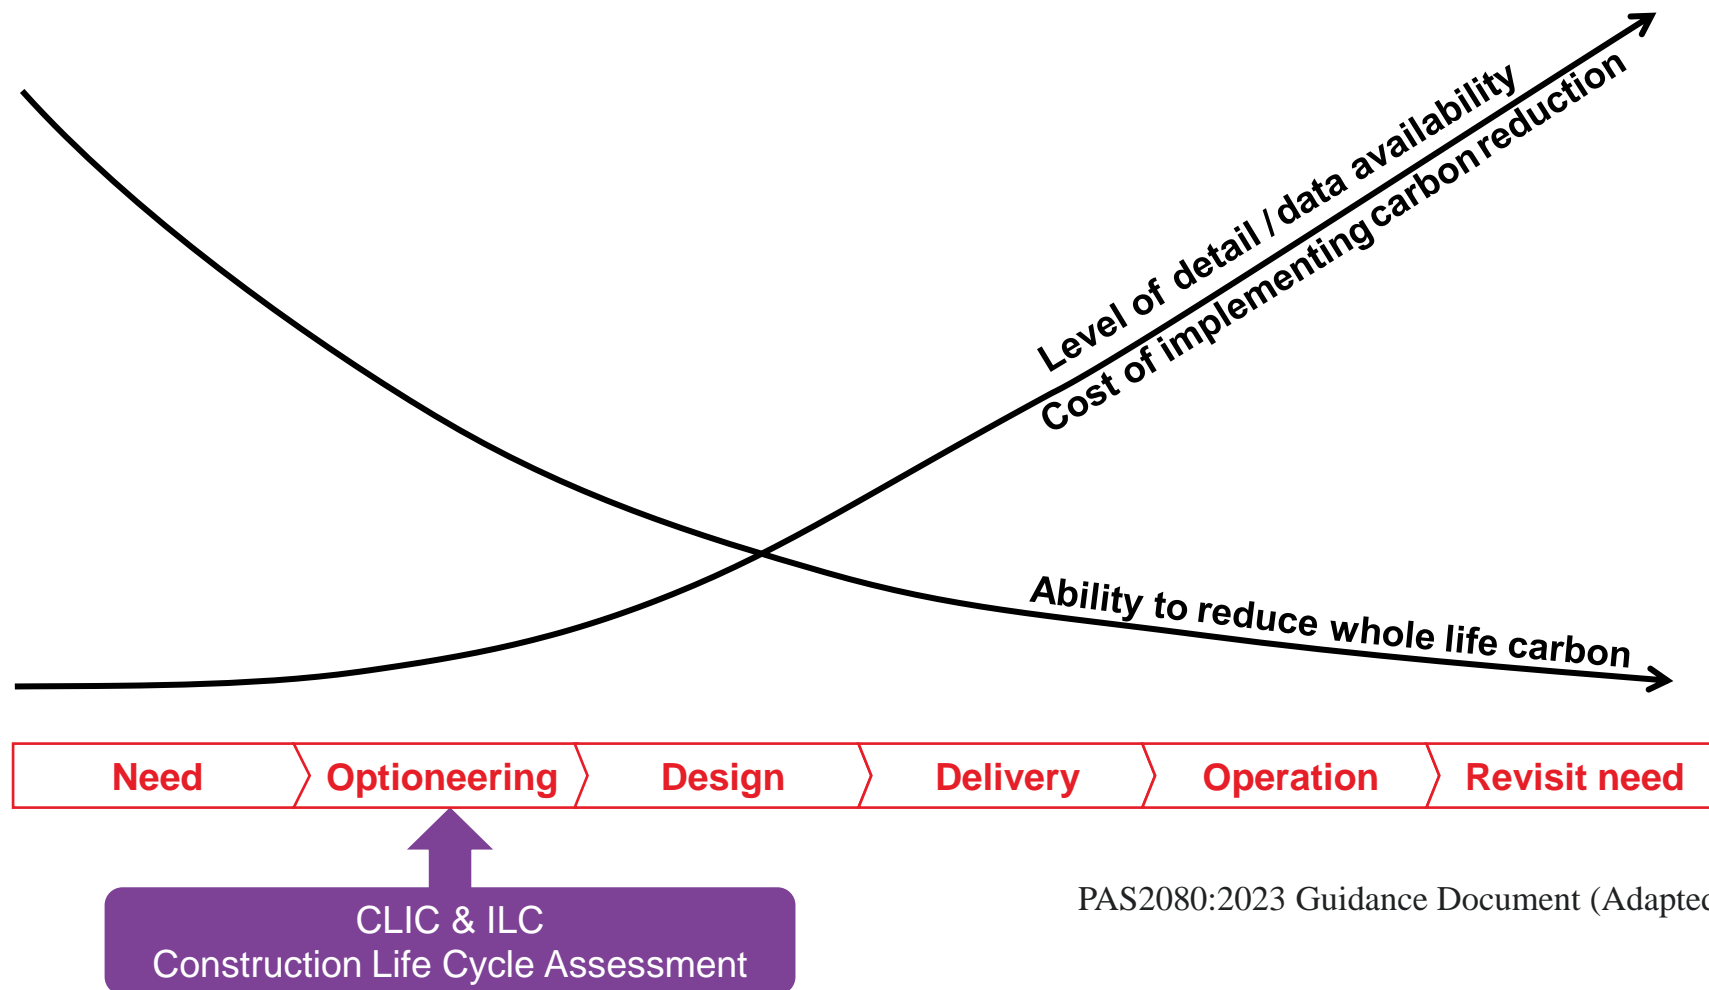 Level of detail / data availability
Cost of implementing carbon reduction
Ability to reduce whole life carbon
Need
Optioneering
Design
Delivery
Operation
Revisit need
CLIC & ILC
Construction Life Cycle Assessment
PAS2080:2023 Guidance Document (Adapted